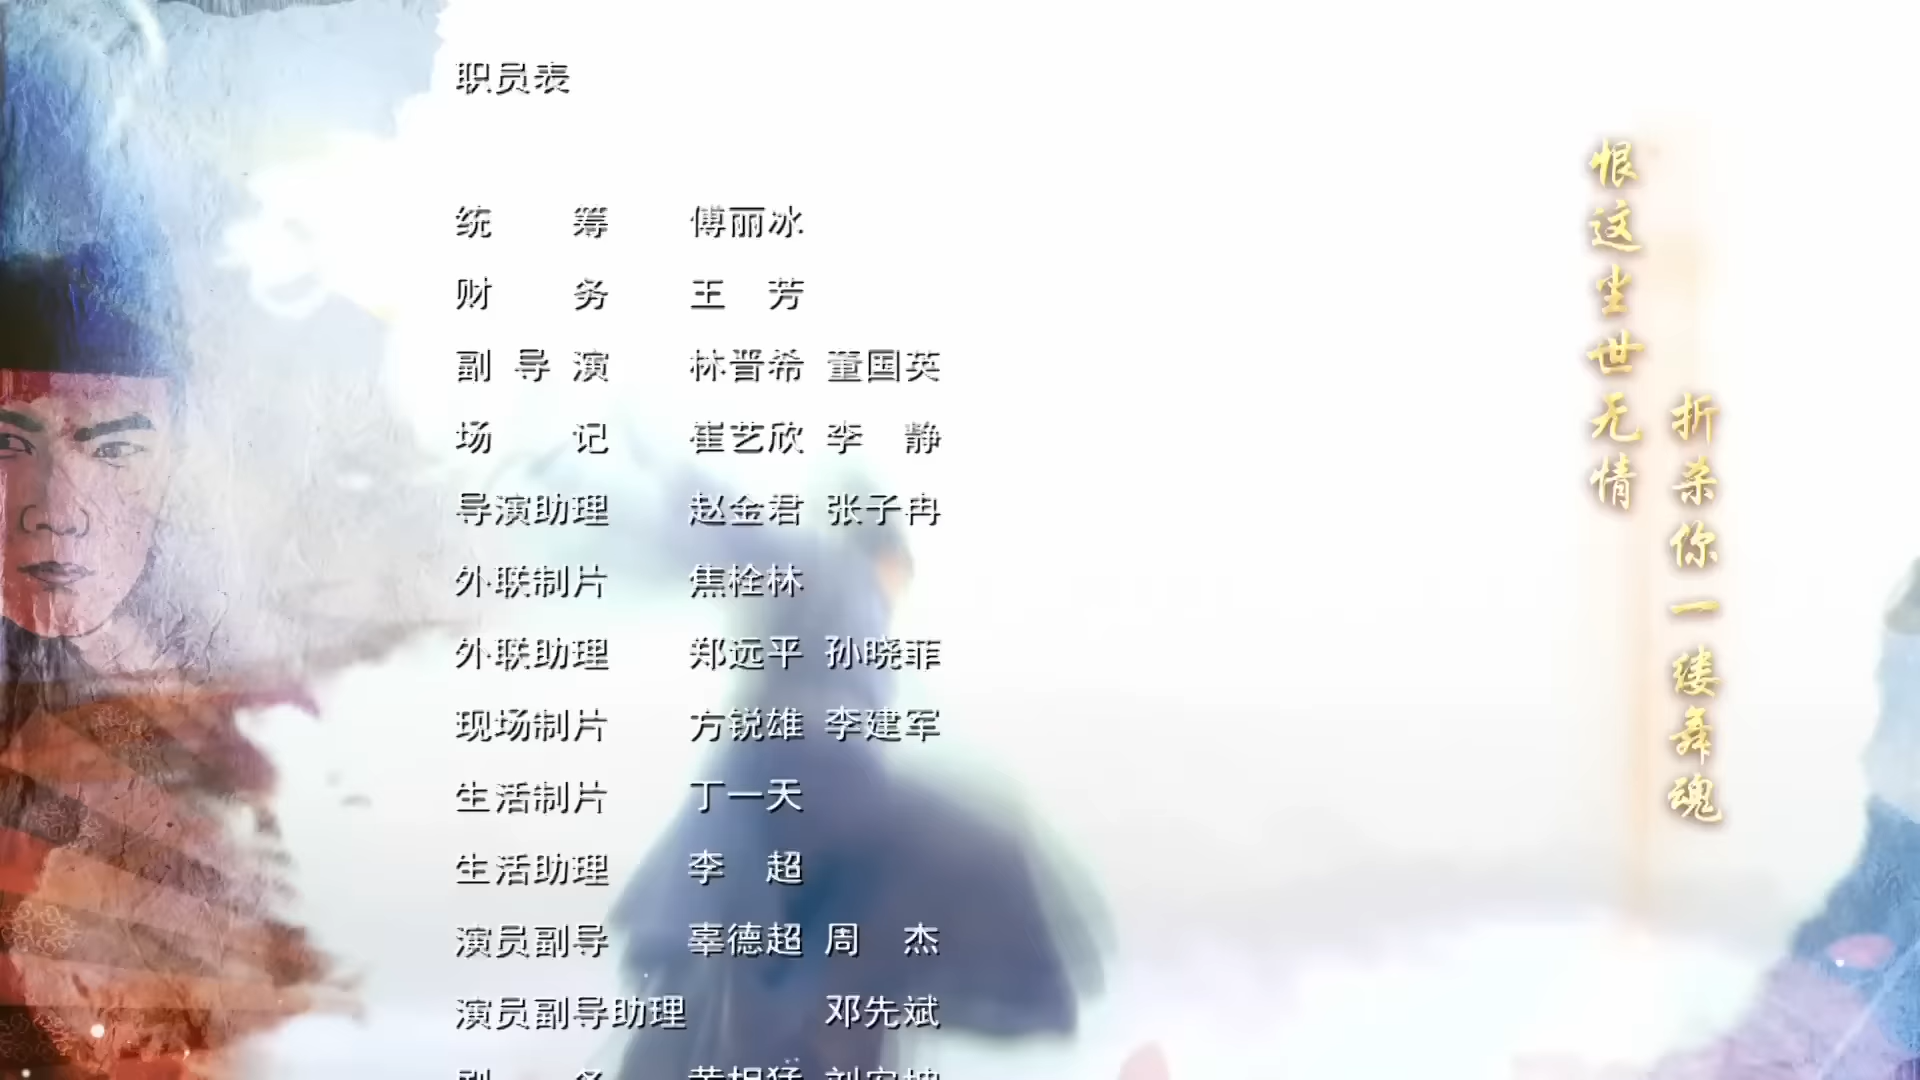 职员表
统 筹 傅丽冰
财 务 王 芳
副 导 演 林晋希 董国英
场 记 崔艺欣 李 静
导演助理 赵金君 张子冉
外联制片 焦栓林
外联助理 郑远平 孙晓菲
现场制片 方锐雄 李建军
生活制片 丁一天
生活助理 李 超
演员副导 辜德超 周 杰
演员副导助理 邓先斌
恨这尘世无情
折杀你一缕舞魂